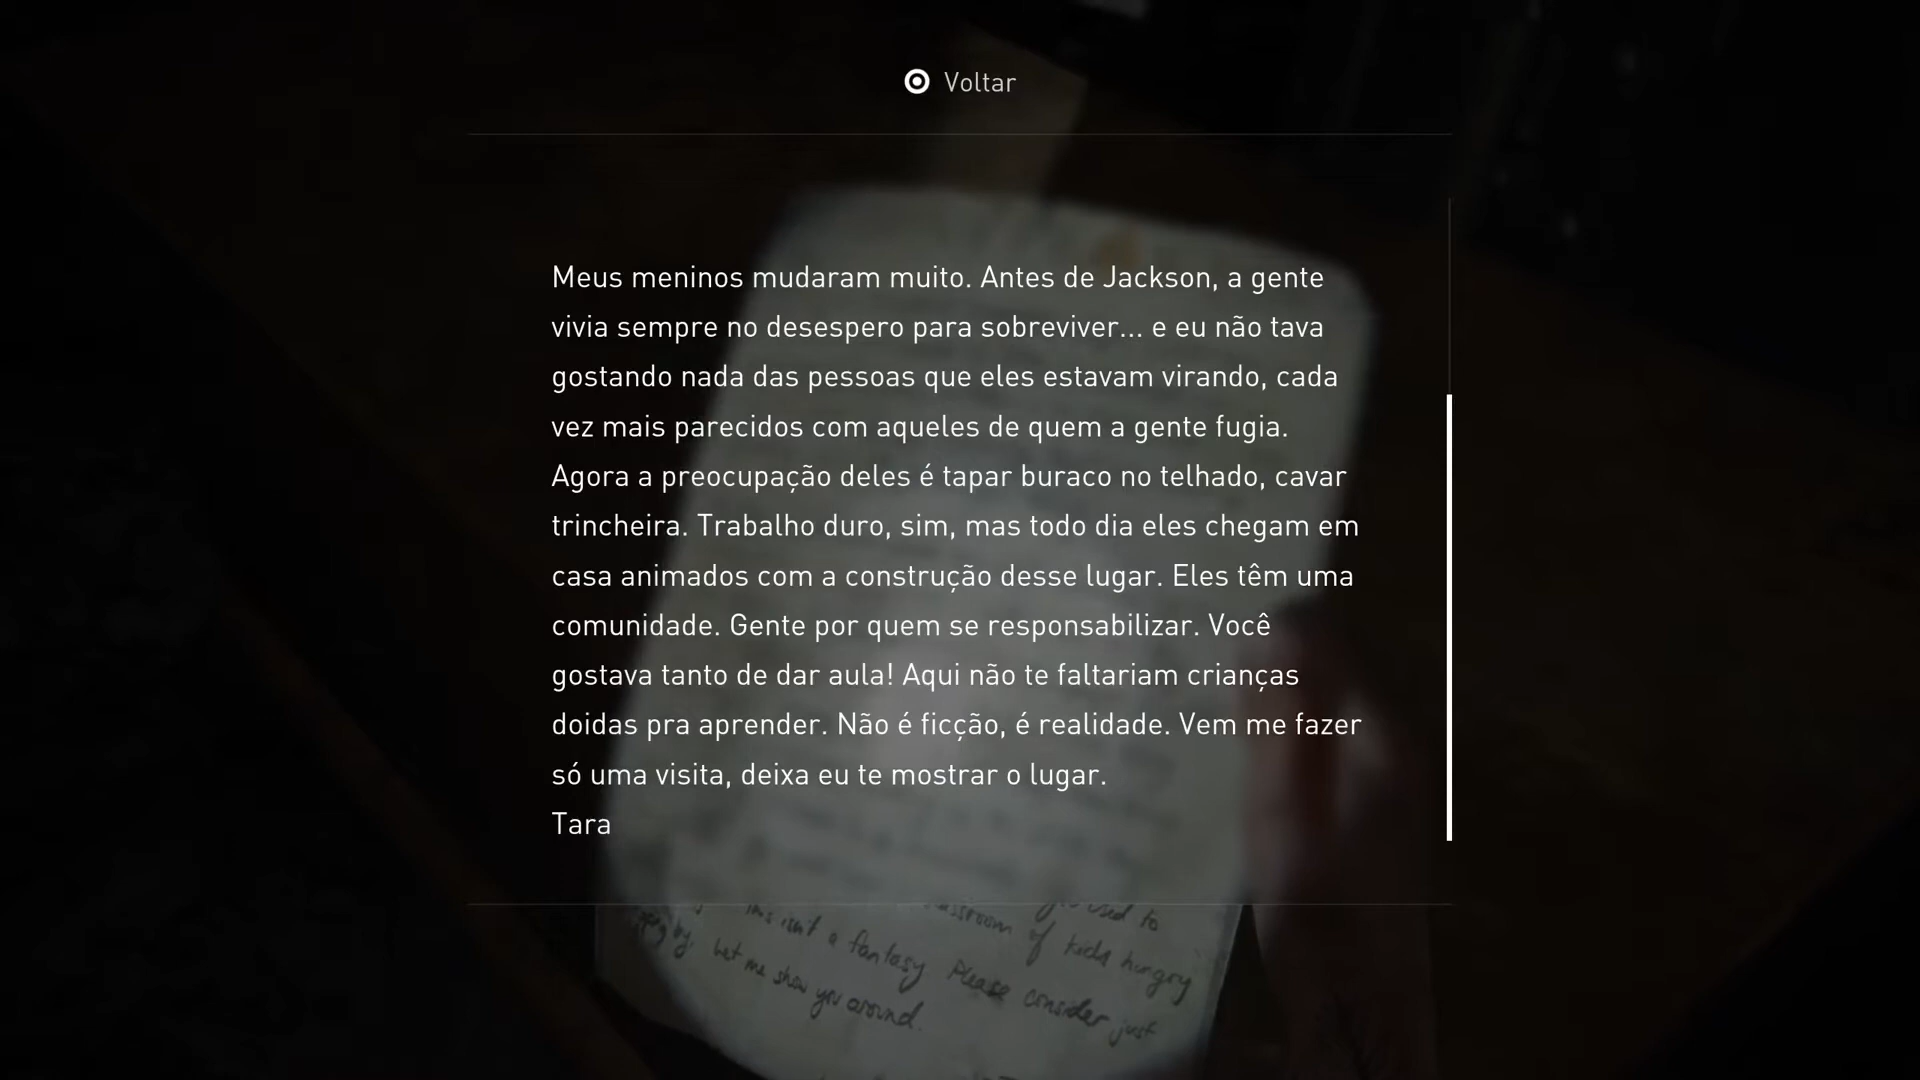 Voltar
Meus meninos mudaram muito. Antes de Jackson, a gente
vivia sempre no desespero para sobreviver... e eu não tava
gostando nada das pessoas que eles estavam virando, cada
vez mais parecidos com aqueles de quem a gente fugia.
Agora a preocupação deles é tapar buraco no telhado, cavar
trincheira. Trabalho duro, sim, mas todo dia eles chegam em
casa animados com a construção desse lugar. Eles têm uma
comunidade. Gente por quem se responsabilizar. Você
gostava tanto de dar aula! Aqui não te faltariam crianças
doidas pra aprender. Não é ficção, é realidade. Vem me fazer
só uma visita, deixa eu te mostrar o lugar.
Tara
you used to
of kids hungry
this isn't a fantasy Please consider just
by. Let me show you around.